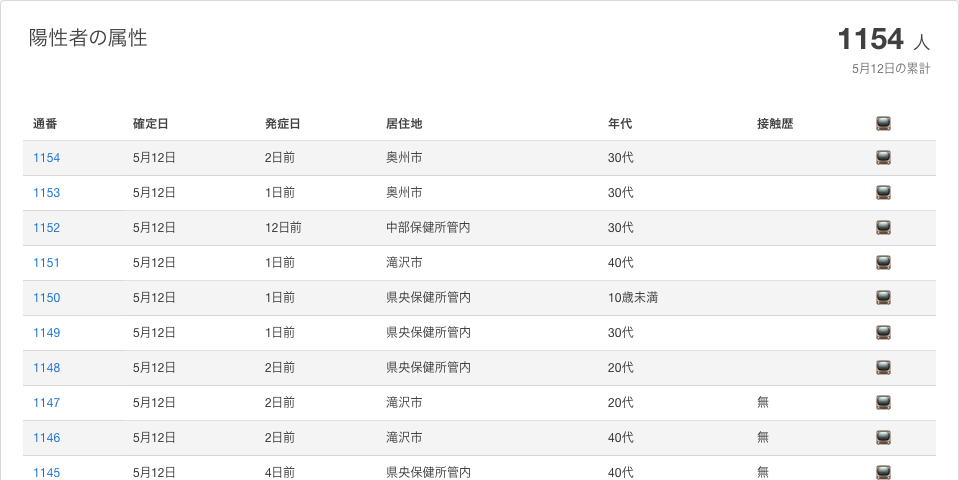 陽性者の属性
1154 人
5月12日の累計
通番 確定日 発症日 居住地 年代 接触歴
1154 5月12日 2日前 奥州市 30代
1153 5月12日 1日前 奥州市 30代
1152 5月12日 12日前 中部保健所管内 30代
1151 5月12日 1日前 滝沢市 40代
1150 5月12日 1日前 県央保健所管内 10歳未満
1149 5月12日 1日前 県央保健所管内 30代
1148 5月12日 2日前 県央保健所管内 20代
1147 5月12日 2日前 滝沢市 20代 無
1146 5月12日 2日前 滝沢市 40代 無
1145 5月12日 4日前 県央保健所管内 40代 無